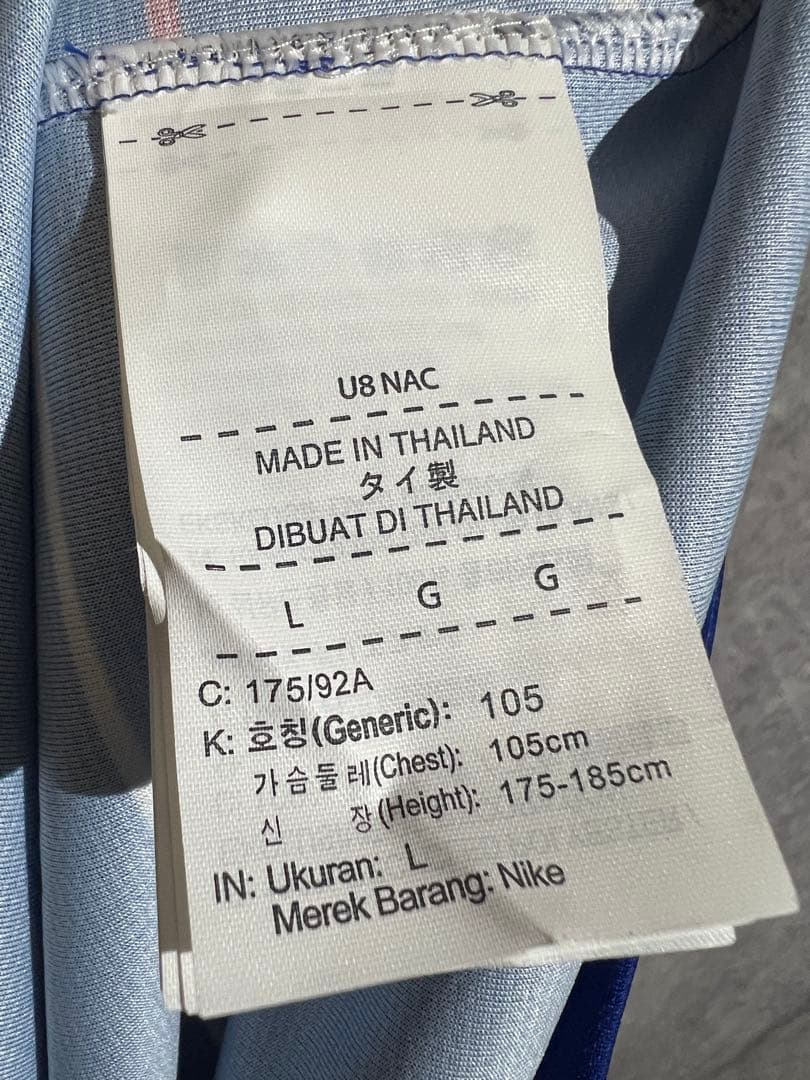 U8 NAC
MADE IN THAILAND
タイ製
DIBUAT DI THAILAND
L G G
C: 175/92A
K: 호칭(Generic): 105
가슴둘레(Chest): 105cm
신 장(Height): 175-185cm
IN: Ukuran: L
Merek Barang: Nike